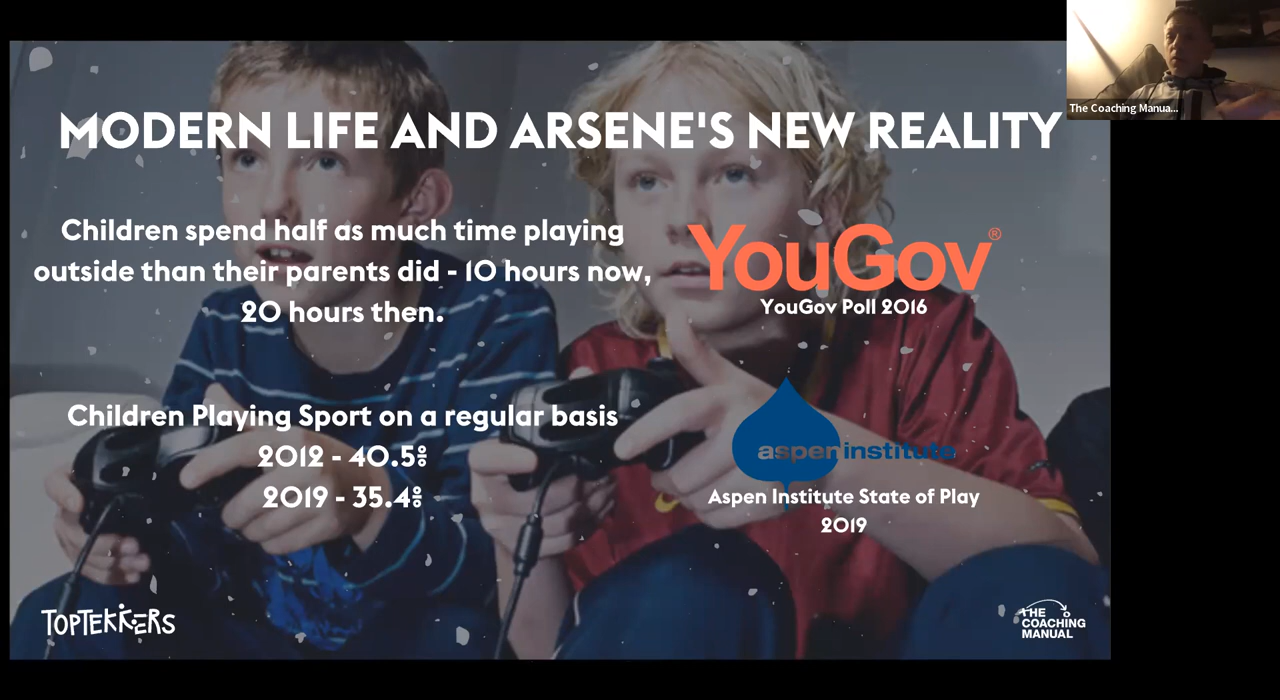 The Coaching Manua...
MODERN LIFE AND ARSENE'S NEW REALITY
Children spend half as much time playing
outside than their parents did - 10 hours now,
20 hours then.
YouGov®
YouGov Poll 2016
Children Playing Sport on a regular basis
2012 - 40.5%
2019 - 35.4%
aspen institute
Aspen Institute State of Play
2019
TOPTEKKERS
THE
COACHING
MANUAL